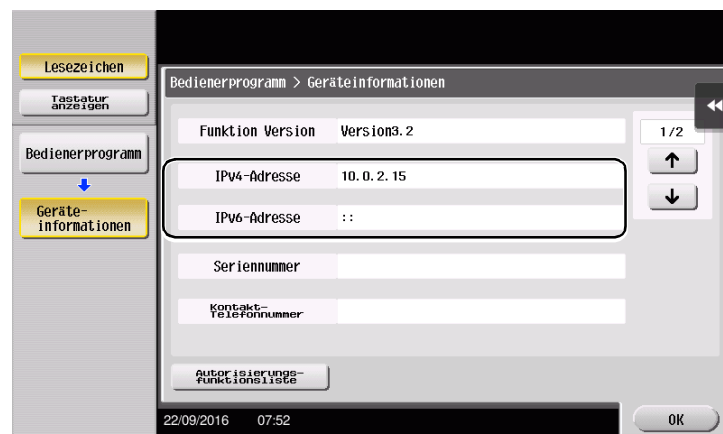 Lesezeichen
Tastatur
anzeigen
Bedienerprogramm
Geräte-
informationen
Bedienerprogramm > Geräteinformationen
Funktion Version Version3.2
1/2
IPv4-Adresse 10.0.2.15
IPv6-Adresse ::
Seriennummer
Kontakt-
Telefonnummer
Autorisierungs-
funktionsliste
22/09/2016 07:52
OK